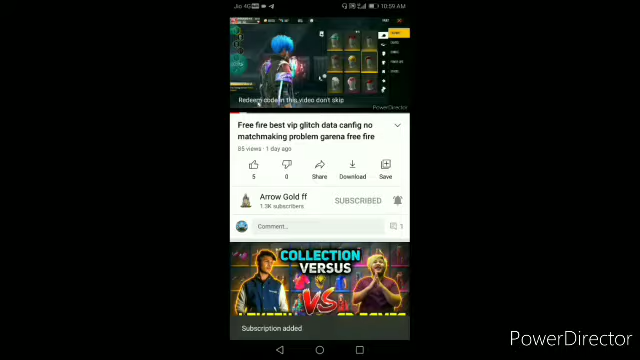 Jio 4G
10:59 AM
Redeem code in this video don't skip
PowerDirector
Free fire best vip glitch data canfig no
matchmaking problem garena free fire
85 views · 1 day ago
5
0
Share
Download
Save
Arrow Gold ff
1.3K subscribers
SUBSCRIBED
Comment...
1
COLLECTION
VERSUS
VS
Subscription added
PowerDirector